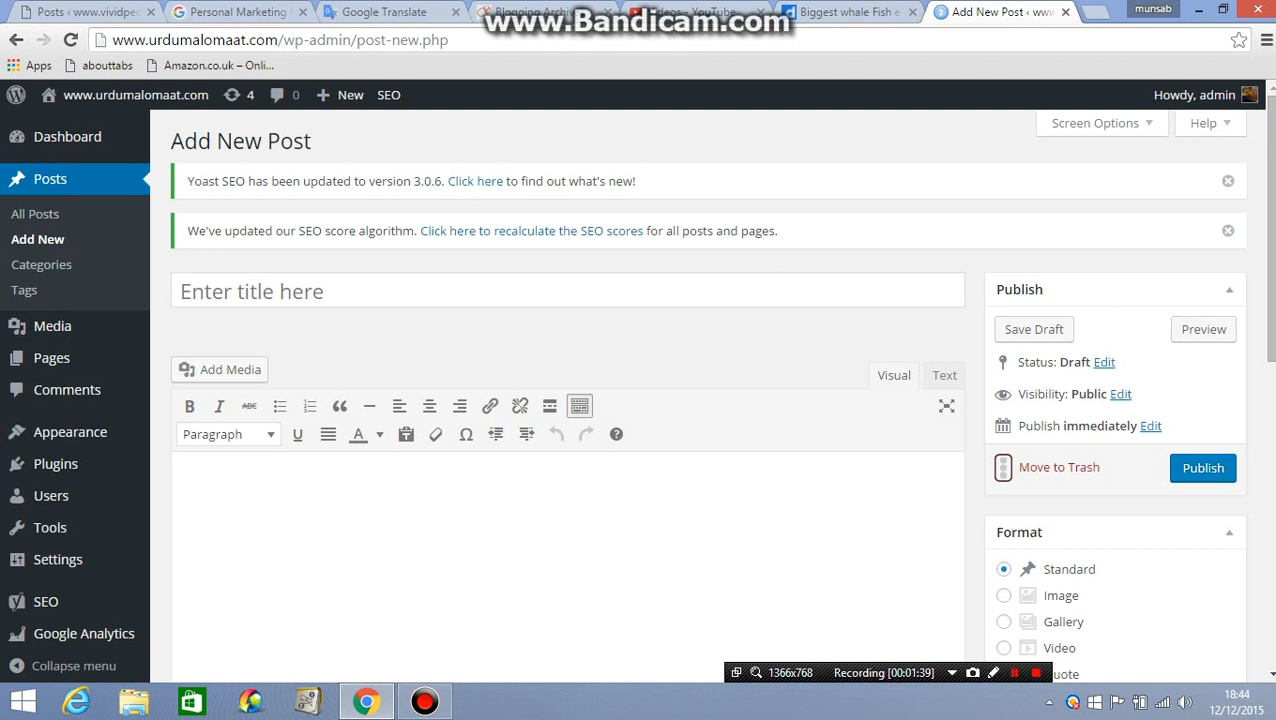 Posts ‹ www.vividpe
Personal Marketing
Google Translate
Blogging Archiv
Videos - YouTube
Biggest whale Fish e
Add New Post ‹ www
munsab
www.Bandicam.com
www.urdumalomaat.com/wp-admin/post-new.php
Apps
abouttabs
Amazon.co.uk – Onli...
www.urdumalomaat.com
4
0
New
SEO
Howdy, admin
Dashboard
Posts
All Posts
Add New
Categories
Tags
Media
Pages
Comments
Appearance
Plugins
Users
Tools
Settings
SEO
Google Analytics
Collapse menu
Add New Post
Screen Options
Help
Yoast SEO has been updated to version 3.0.6. Click here to find out what's new!
We've updated our SEO score algorithm. Click here to recalculate the SEO scores for all posts and pages.
Enter title here
Add Media
Visual
Text
B I ABC
Paragraph
U A
Publish
Save Draft
Preview
Status: Draft Edit
Visibility: Public Edit
Publish immediately Edit
Move to Trash
Publish
Format
Standard
Image
Gallery
Video
1366x768
Recording [00:01:39]
18:44
12/12/2015